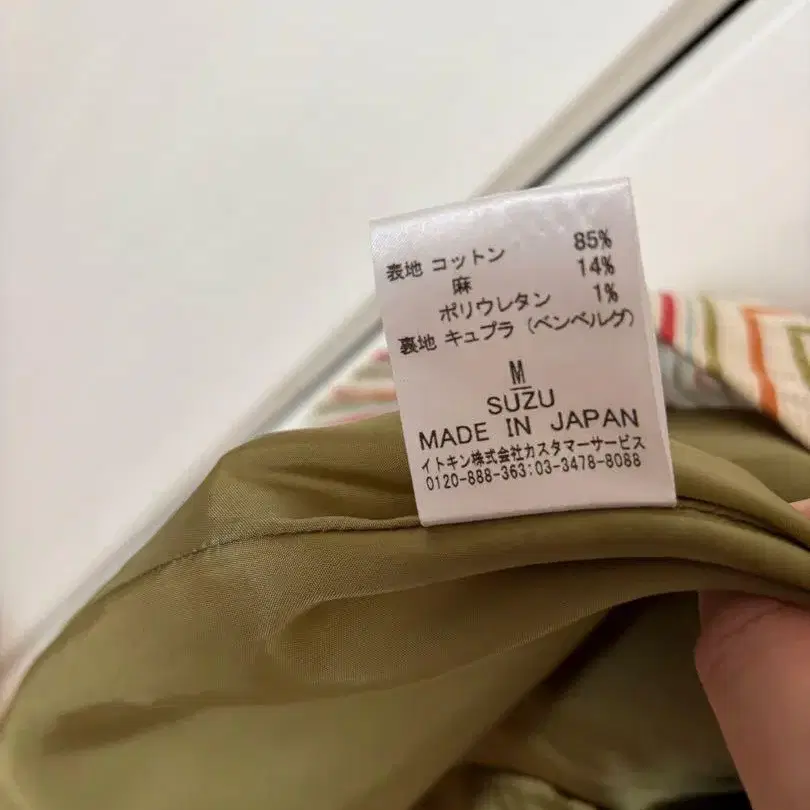 表地 コットン 85%
麻 14%
ポリウレタン 1%
裏地 キュプラ (ベンベルグ)
M
SUZU
MADE IN JAPAN
イトキン株式会社カスタマーサービス
0120-888-363:03-3478-8088